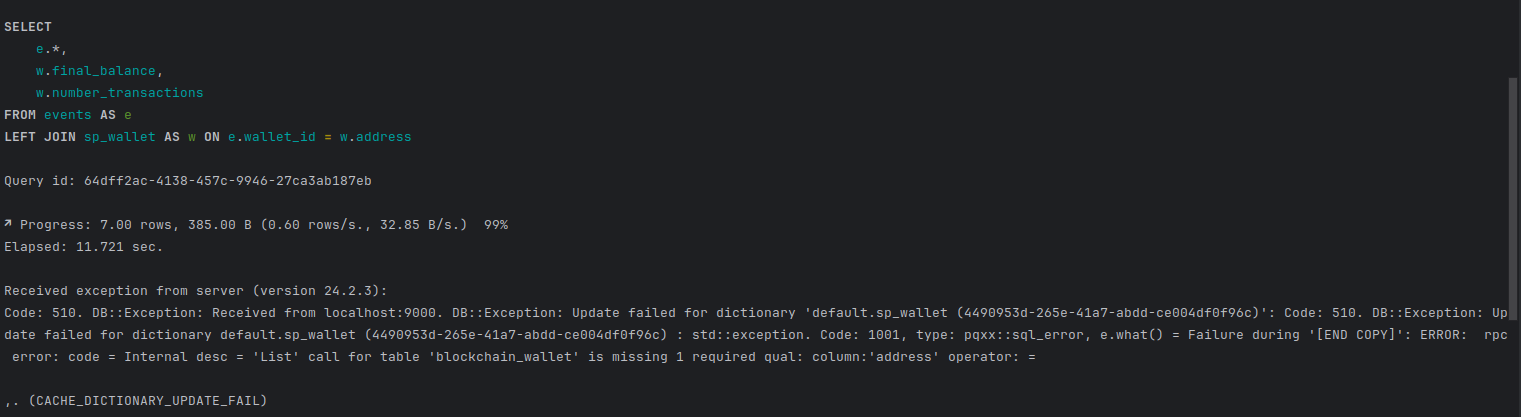 SELECT
    e.*,
    w.final_balance,
    w.number_transactions
FROM events AS e
LEFT JOIN sp_wallet AS w ON e.wallet_id = w.address
Query id: 64dff2ac-4138-457c-9946-27ca3ab187eb
↗ Progress: 7.00 rows, 385.00 B (0.60 rows/s., 32.85 B/s.)  99%
Elapsed: 11.721 sec.
Received exception from server (version 24.2.3):
Code: 510. DB::Exception: Received from localhost:9000. DB::Exception: Update failed for dictionary 'default.sp_wallet (4490953d-265e-41a7-abdd-ce004df0f96c)': Code: 510. DB::Exception: Up
date failed for dictionary default.sp_wallet (4490953d-265e-41a7-abdd-ce004df0f96c) : std::exception. Code: 1001, type: pqxx::sql_error, e.what() = Failure during '[END COPY]': ERROR:  rpc
 error: code = Internal desc = 'List' call for table 'blockchain_wallet' is missing 1 required qual: column:'address' operator: =
,. (CACHE_DICTIONARY_UPDATE_FAIL)